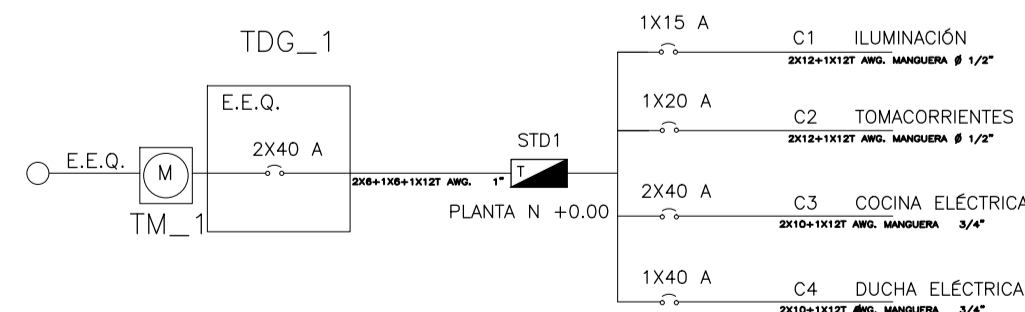 TDG_1
E.E.Q.
E.E.Q.
2X40 A
M
TM_1
2X6+1X6+1X12T AWG. 1"
STD1
T
PLANTA N +0.00
1X15 A
C1 ILUMINACIÓN
2X12+1X12T AWG. MANGUERA Ø 1/2"
1X20 A
C2 TOMACORRIENTES
2X12+1X12T AWG. MANGUERA Ø 1/2"
2X40 A
C3 COCINA ELÉCTRICA
2X10+1X12T AWG. MANGUERA 3/4"
1X40 A
C4 DUCHA ELÉCTRICA
2X10+1X12T AWG. MANGUERA 3/4"